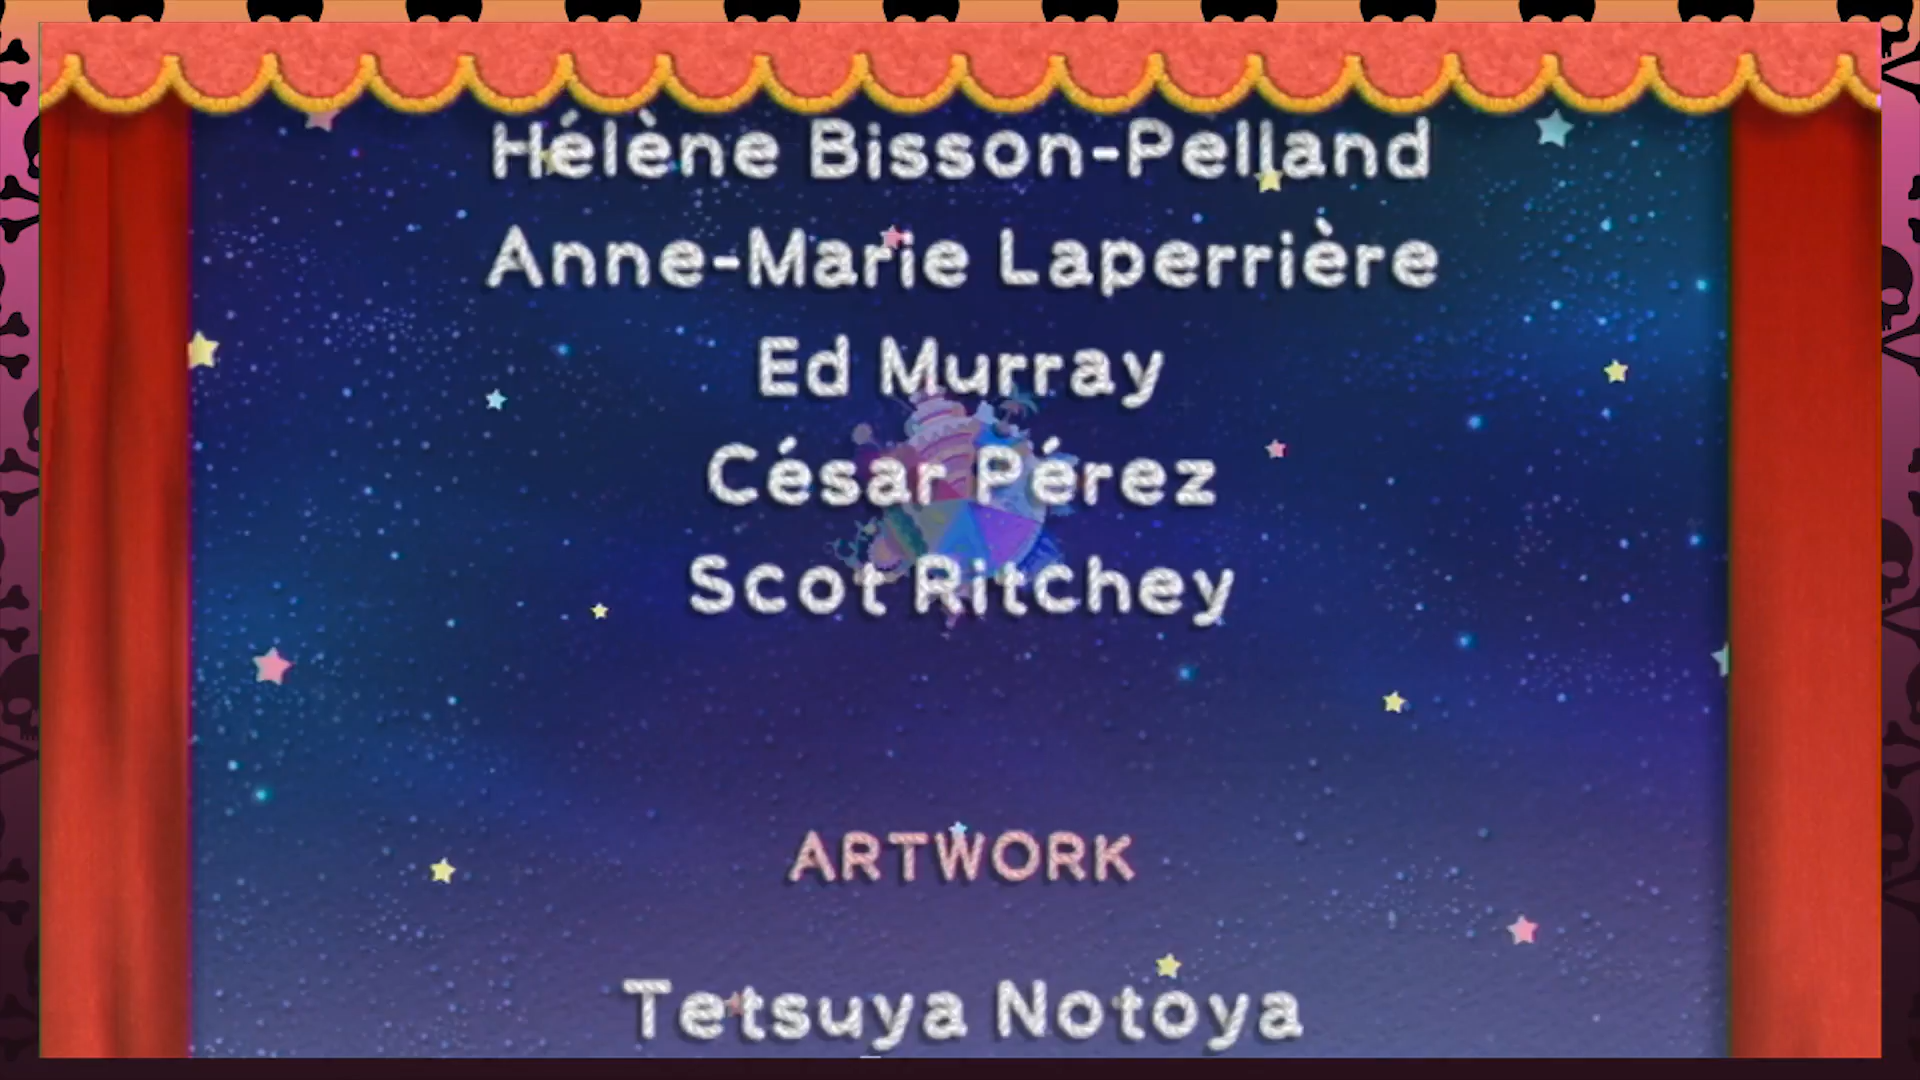 Hélène Bisson-Pelland
Anne-Marie Laperrière
Ed Murray
César Pérez
Scot Ritchey
ARTWORK
Tetsuya Notoya